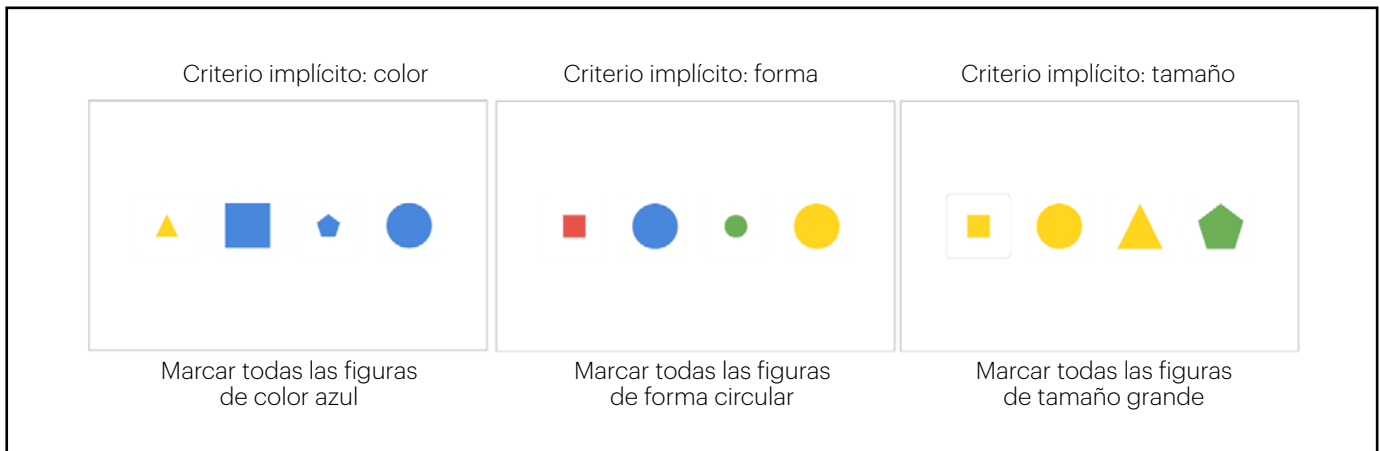 Criterio implícito: color
Criterio implícito: forma
Criterio implícito: tamaño
Marcar todas las figuras
de color azul
Marcar todas las figuras
de forma circular
Marcar todas las figuras
de tamaño grande